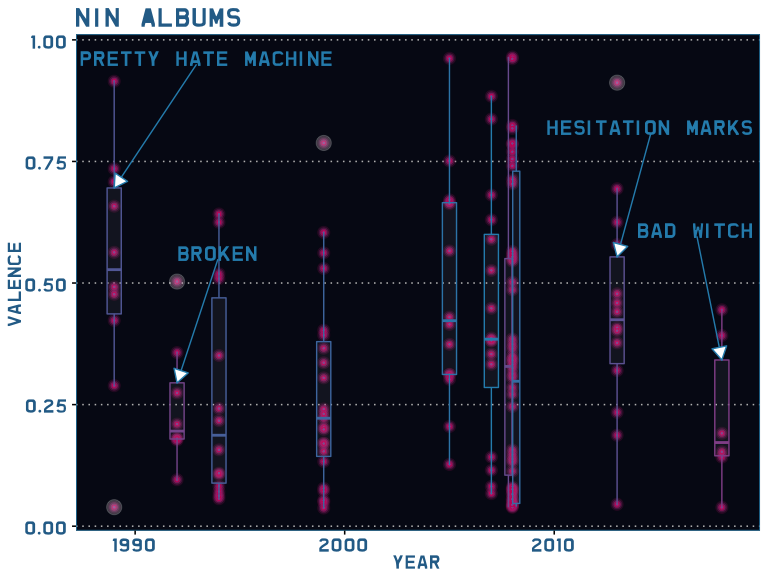 NIN ALBUMS
1.00
PRETTY HATE MACHINE
HESITATION MARKS
0.75
BAD WITCH
BROKEN
0.50
0.25
0.00
VALENCE
1990 2000 2010
YEAR